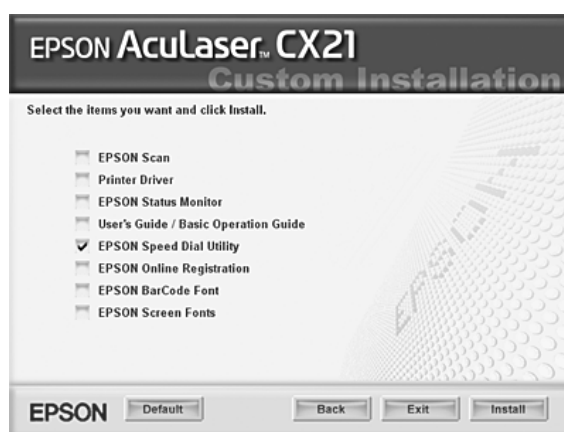 EPSON AcuLaser™ CX21
Custom Installation
Select the items you want and click Install.
EPSON Scan
Printer Driver
EPSON Status Monitor
User's Guide / Basic Operation Guide
EPSON Speed Dial Utility
EPSON Online Registration
EPSON BarCode Font
EPSON Screen Fonts
EPSON
EPSON Default Back Exit Install